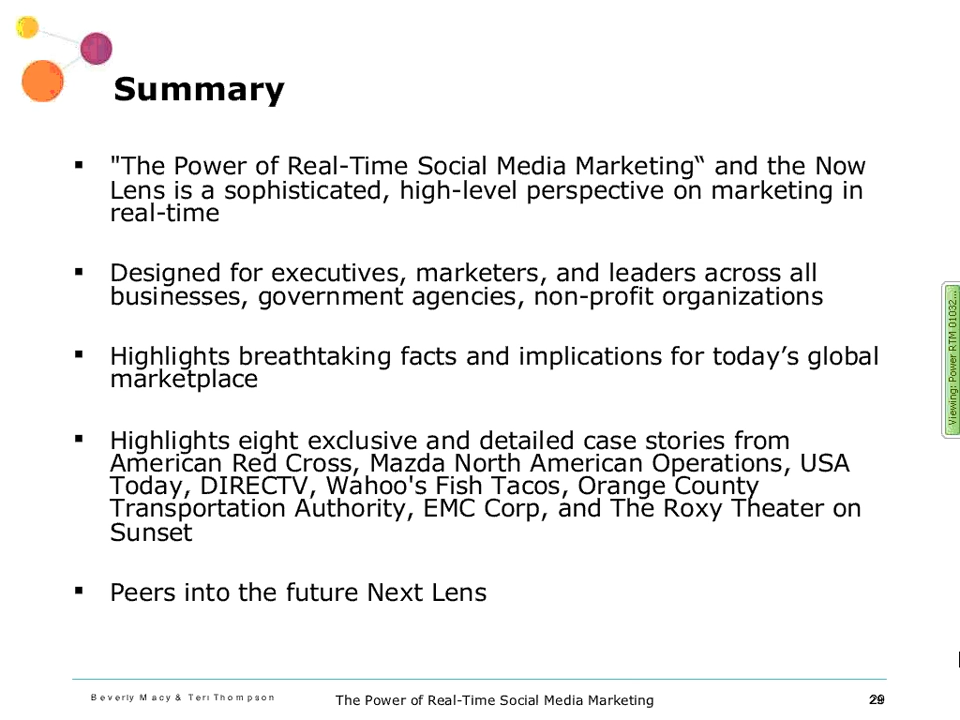 Summary
▪ "The Power of Real-Time Social Media Marketing“ and the Now
Lens is a sophisticated, high-level perspective on marketing in
real-time
▪ Designed for executives, marketers, and leaders across all
businesses, government agencies, non-profit organizations
▪ Highlights breathtaking facts and implications for today’s global
marketplace
▪ Highlights eight exclusive and detailed case stories from
American Red Cross, Mazda North American Operations, USA
Today, DIRECTV, Wahoo's Fish Tacos, Orange County
Transportation Authority, EMC Corp, and The Roxy Theater on
Sunset
▪ Peers into the future Next Lens
Viewing: Power RTM 01032...
Beverly Macy & Teri Thompson
The Power of Real-Time Social Media Marketing